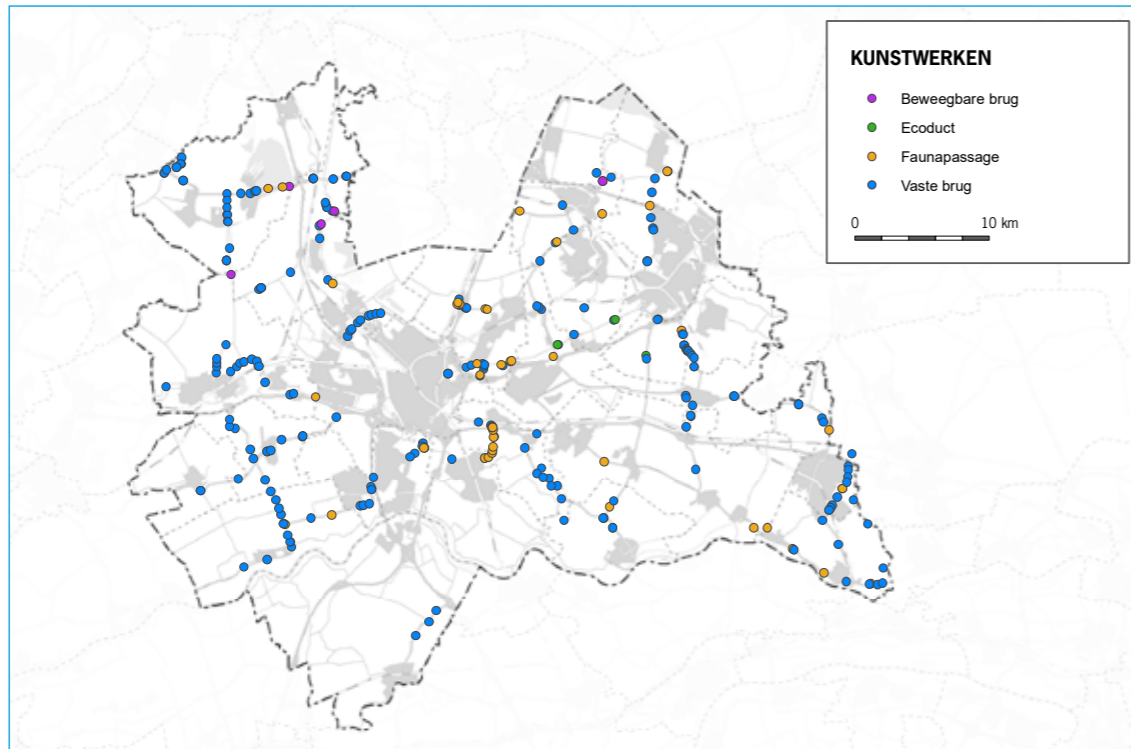 KUNSTWERKEN
Beweegbare brug
Ecoduct
Faunapassage
Vaste brug
0 10 km